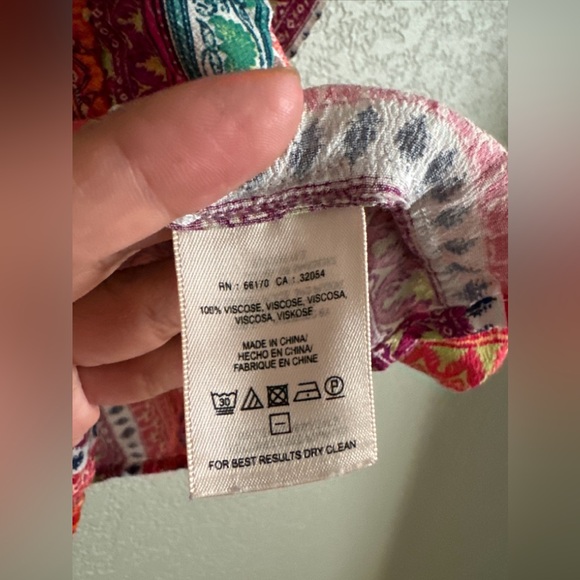 RN : 66170 CA : 32054
100% VISCOSE, VISCOSE, VISCOSA,
VISCOSA, VISKOSE
MADE IN CHINA/
HECHO EN CHINA/
FABRIQUE EN CHINE
30 P
FOR BEST RESULTS DRY CLEAN